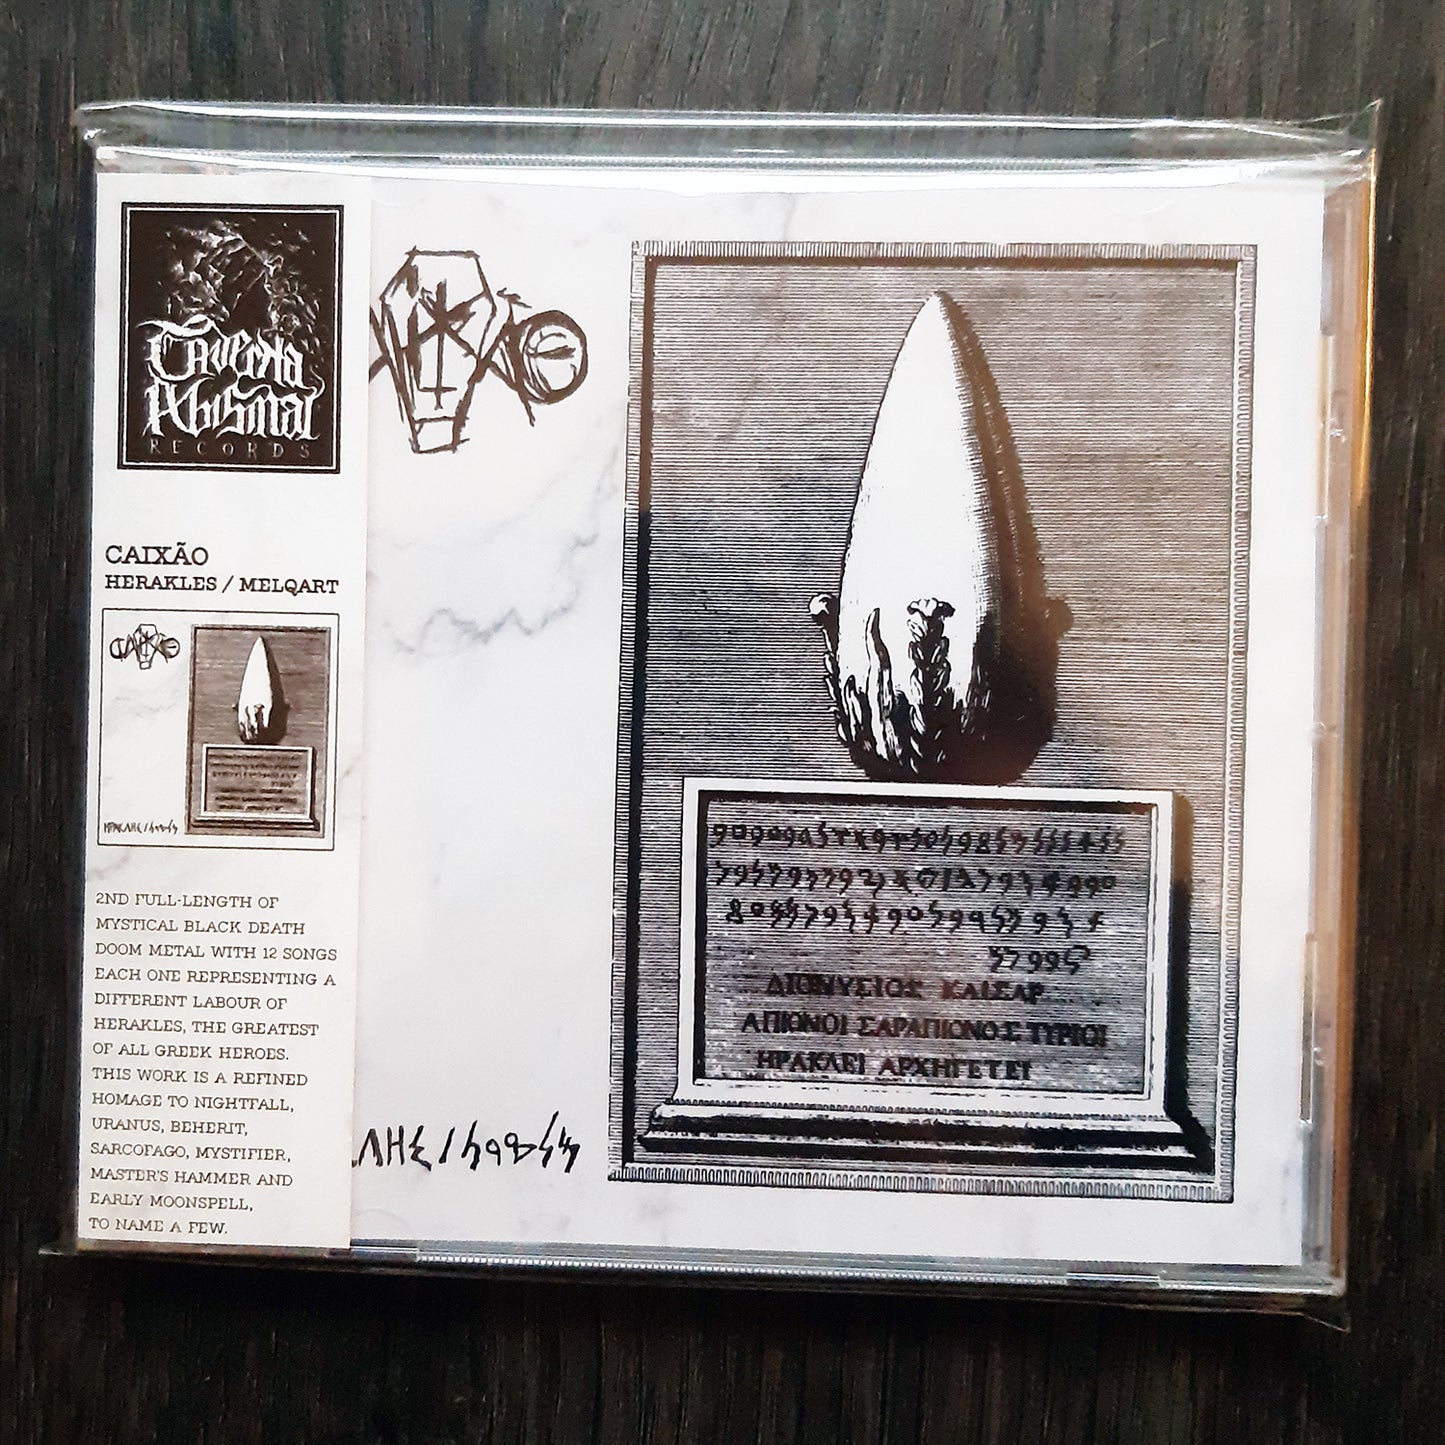 Caverna
Abismal
RECORDS
CAIXÃO
HERAKLES / MELQART
2ND FULL-LENGTH OF
MYSTICAL BLACK DEATH
DOOM METAL WITH 12 SONGS
EACH ONE REPRESENTING A
DIFFERENT LABOUR OF
HERAKLES, THE GREATEST
OF ALL GREEK HEROES.
THIS WORK IS A REFINED
HOMAGE TO NIGHTFALL,
URANUS, BEHERIT,
SARCOFAGO, MYSTIFIER,
MASTER'S HAMMER AND
EARLY MOONSPELL,
TO NAME A FEW.
ΔΙΟΝΥΣΙΟΣ ΚΑΙΣΑΡ
ΑΠΙΟΝΟΙ ΣΑΡΑΠΙΟΝΟΣ ΤΥΡΙΟΙ
ΗΡΑΚΛΕΙ ΑΡΧΗΓΕΤΕΙ